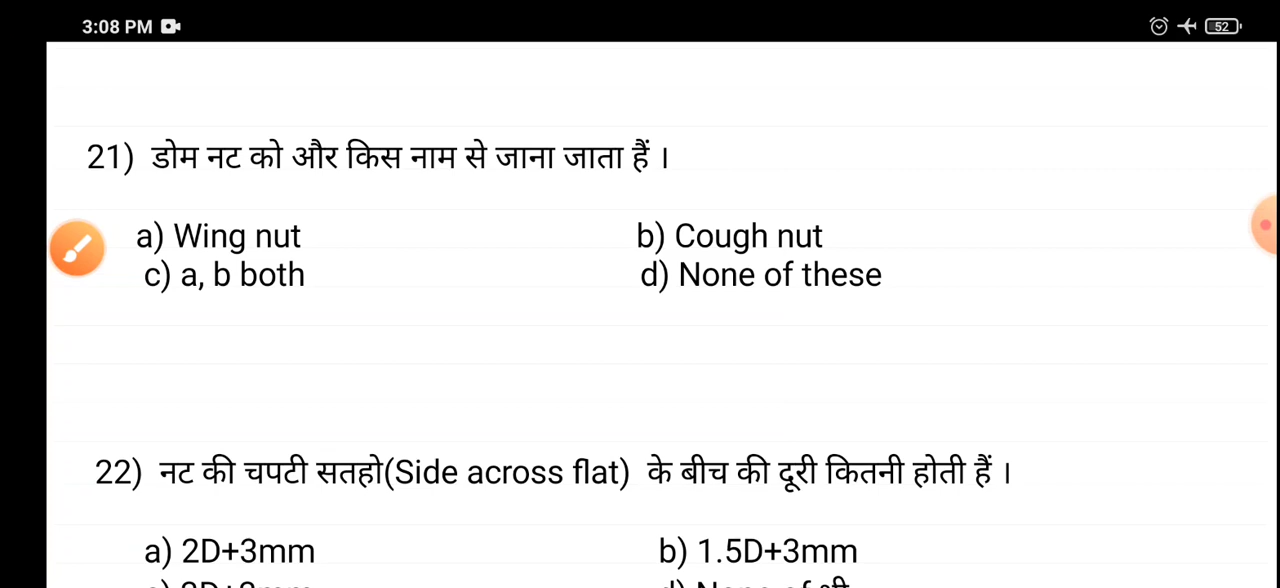 3:08 PM
52
21) डोम नट को और किस नाम से जाना जाता हैं ।
a) Wing nut b) Cough nut
c) a, b both d) None of these
22) नट की चपटी सतहो(Side across flat) के बीच की दूरी कितनी होती हैं ।
a) 2D+3mm b) 1.5D+3mm